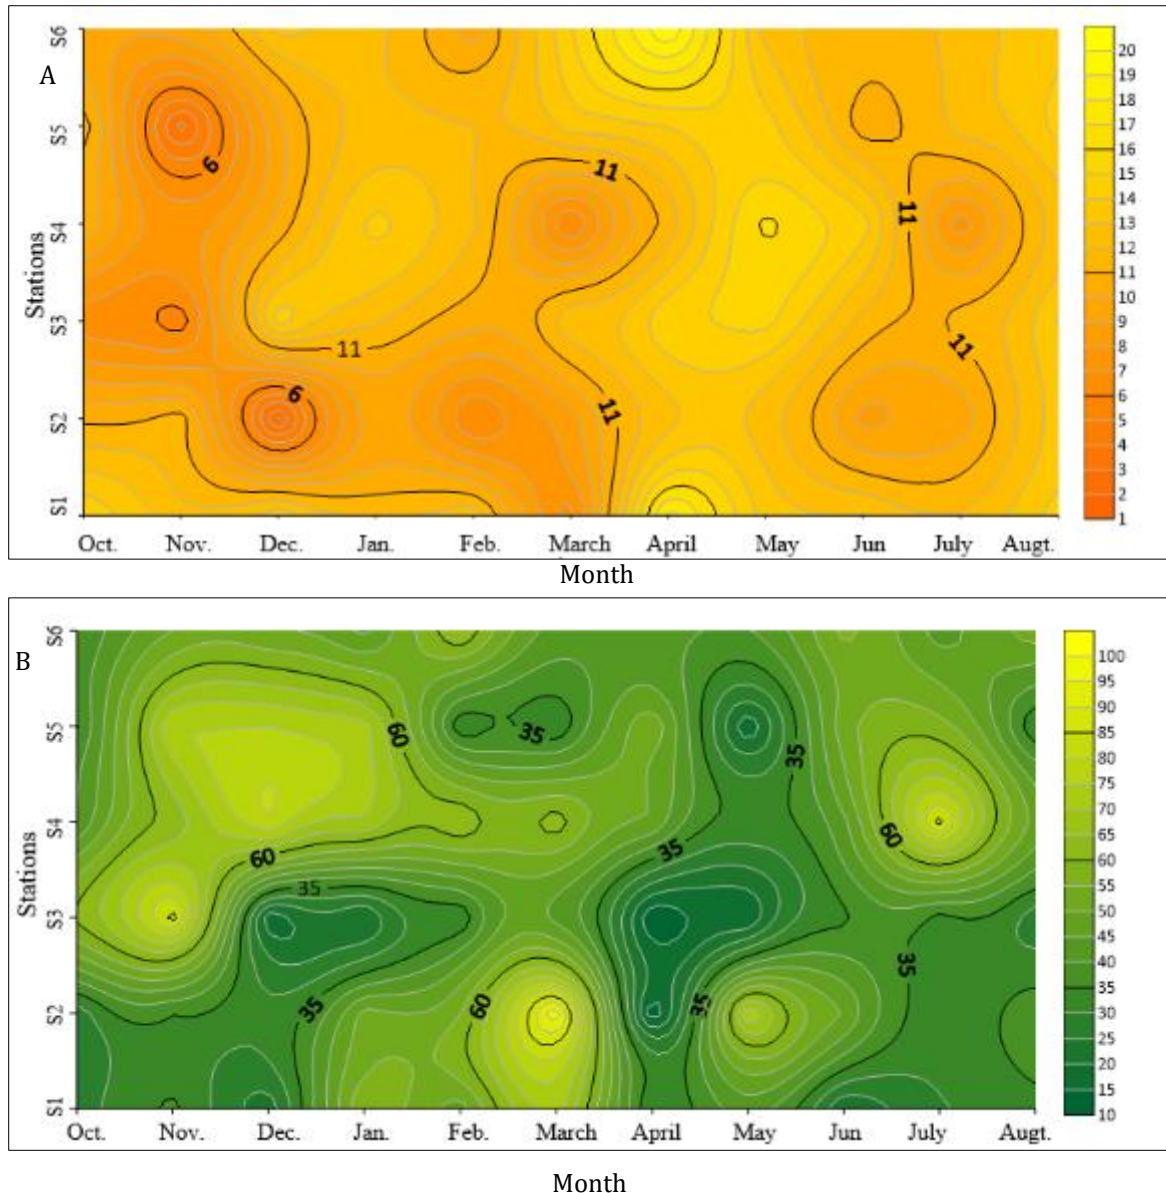 A
Stations
S6
S5
S4
S3
S2
S1
6
6
11
11
11
11
11
20
19
18
17
16
15
14
13
12
11
10
9
8
7
6
5
4
3
2
1
Oct. Nov. Dec. Jan. Feb. March April May Jun July Augt.
Month
B
Stations
S6
S5
S4
S3
S2
S1
60
35
35
60
60
35
35
35
60
35
35
60
100
95
90
85
80
75
70
65
60
55
50
45
40
35
30
25
20
15
10
Oct. Nov. Dec. Jan. Feb. March April May Jun July Augt.
Month